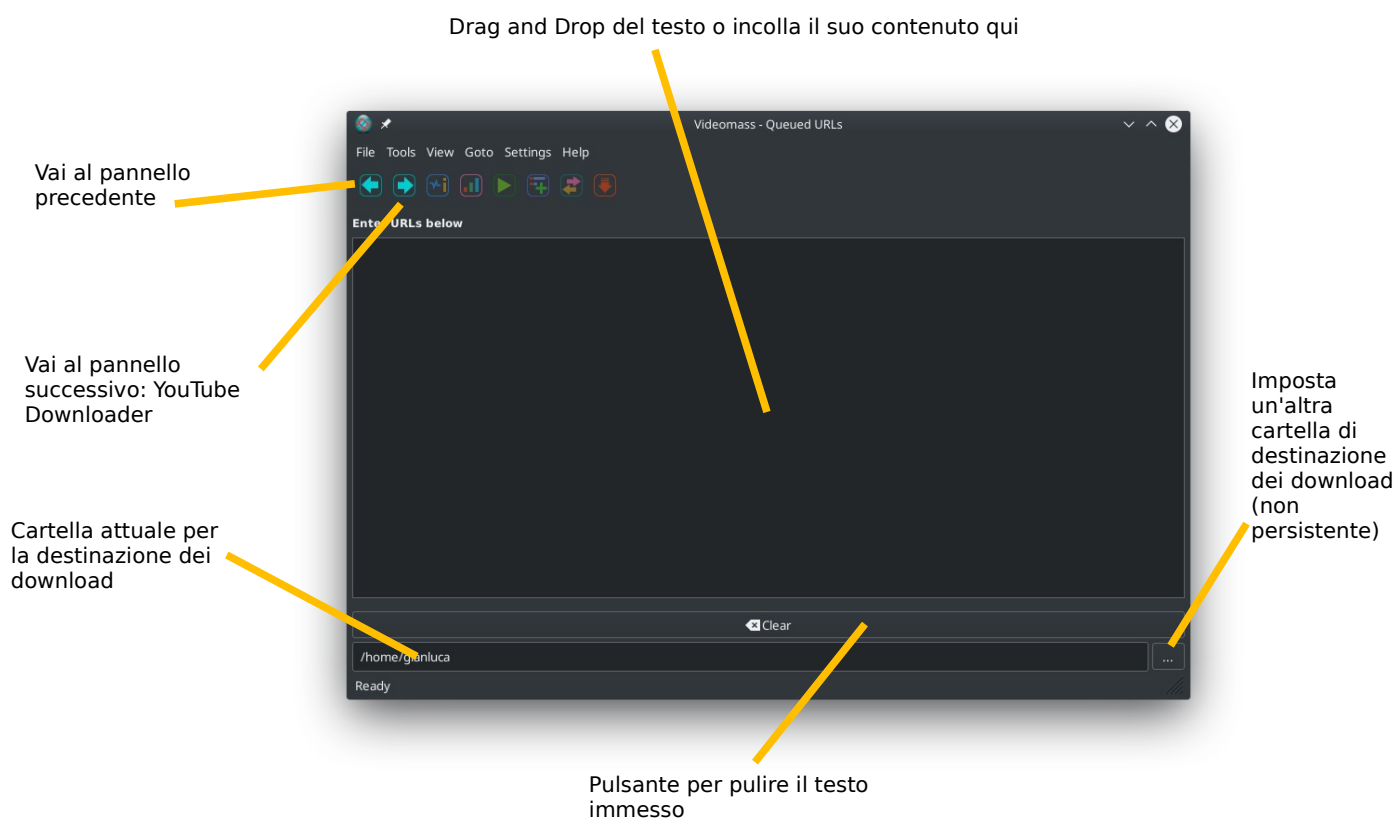 Drag and Drop del testo o incolla il suo contenuto qui
Videomass - Queued URLs
File Tools View Goto Settings Help
Vai al pannello
precedente
Enter URLs below
Vai al pannello
successivo: YouTube
Downloader
Imposta
un'altra
cartella di
destinazione
dei download
(non
persistente)
Cartella attuale per
la destinazione dei
download
Clear
/home/gianluca
...
Ready
Pulsante per pulire il testo
immesso